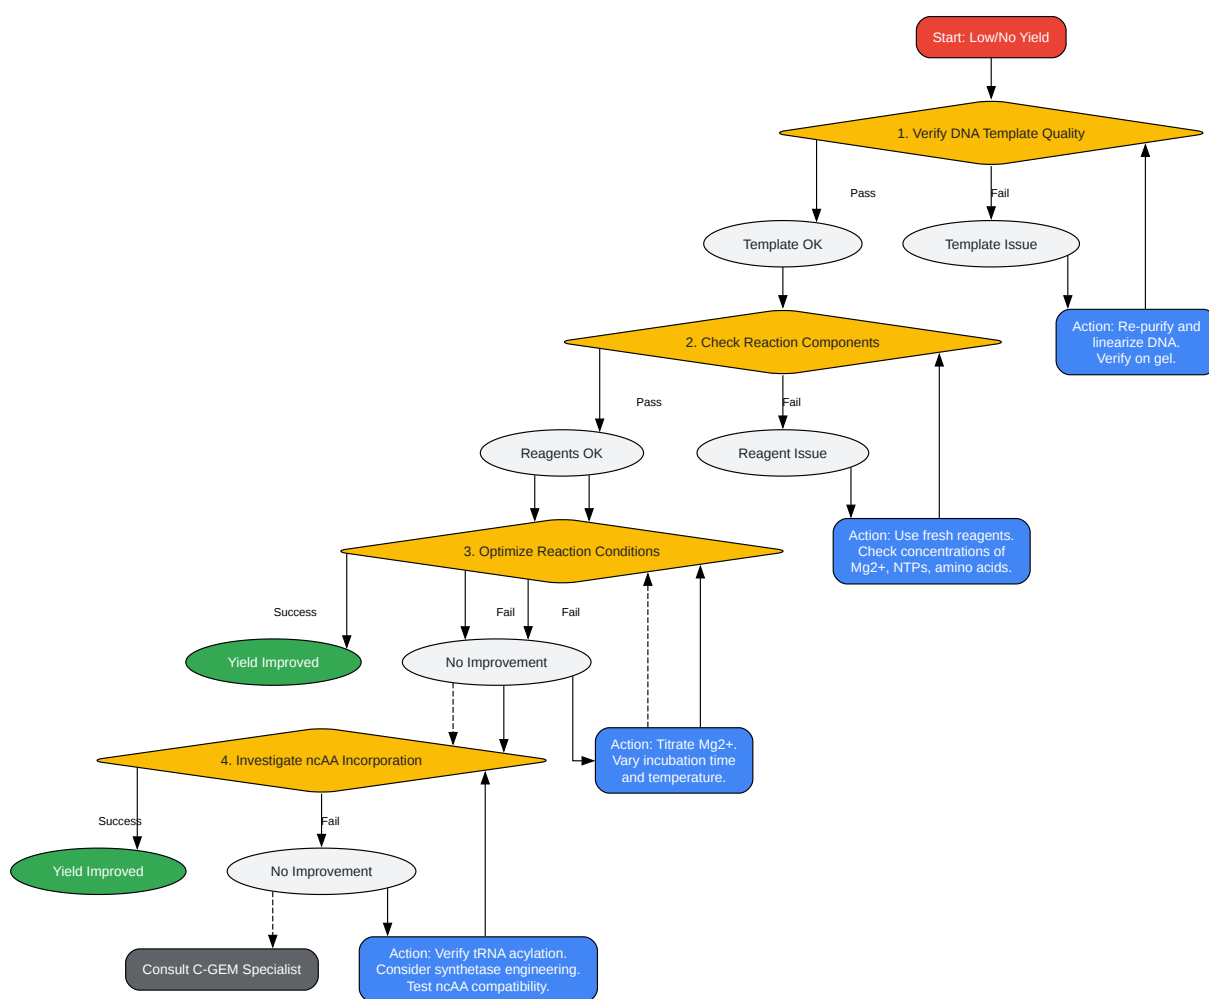 Start: Low/No Yield
1. Verify DNA Template Quality
Pass
Fail
Template OK
Template Issue
Action: Re-purify and
linearize DNA.
Verify on gel.
2. Check Reaction Components
Pass
Fail
Reagents OK
Reagent Issue
Action: Use fresh reagents.
Check concentrations of
Mg2+, NTPs, amino acids.
3. Optimize Reaction Conditions
Success
Fail
Fail
Yield Improved
No Improvement
Action: Titrate Mg2+.
Vary incubation time
and temperature.
4. Investigate ncAA Incorporation
Success
Fail
Yield Improved
No Improvement
Consult C-GEM Specialist
Action: Verify tRNA acylation.
Consider synthetase engineering.
Test ncAA compatibility.